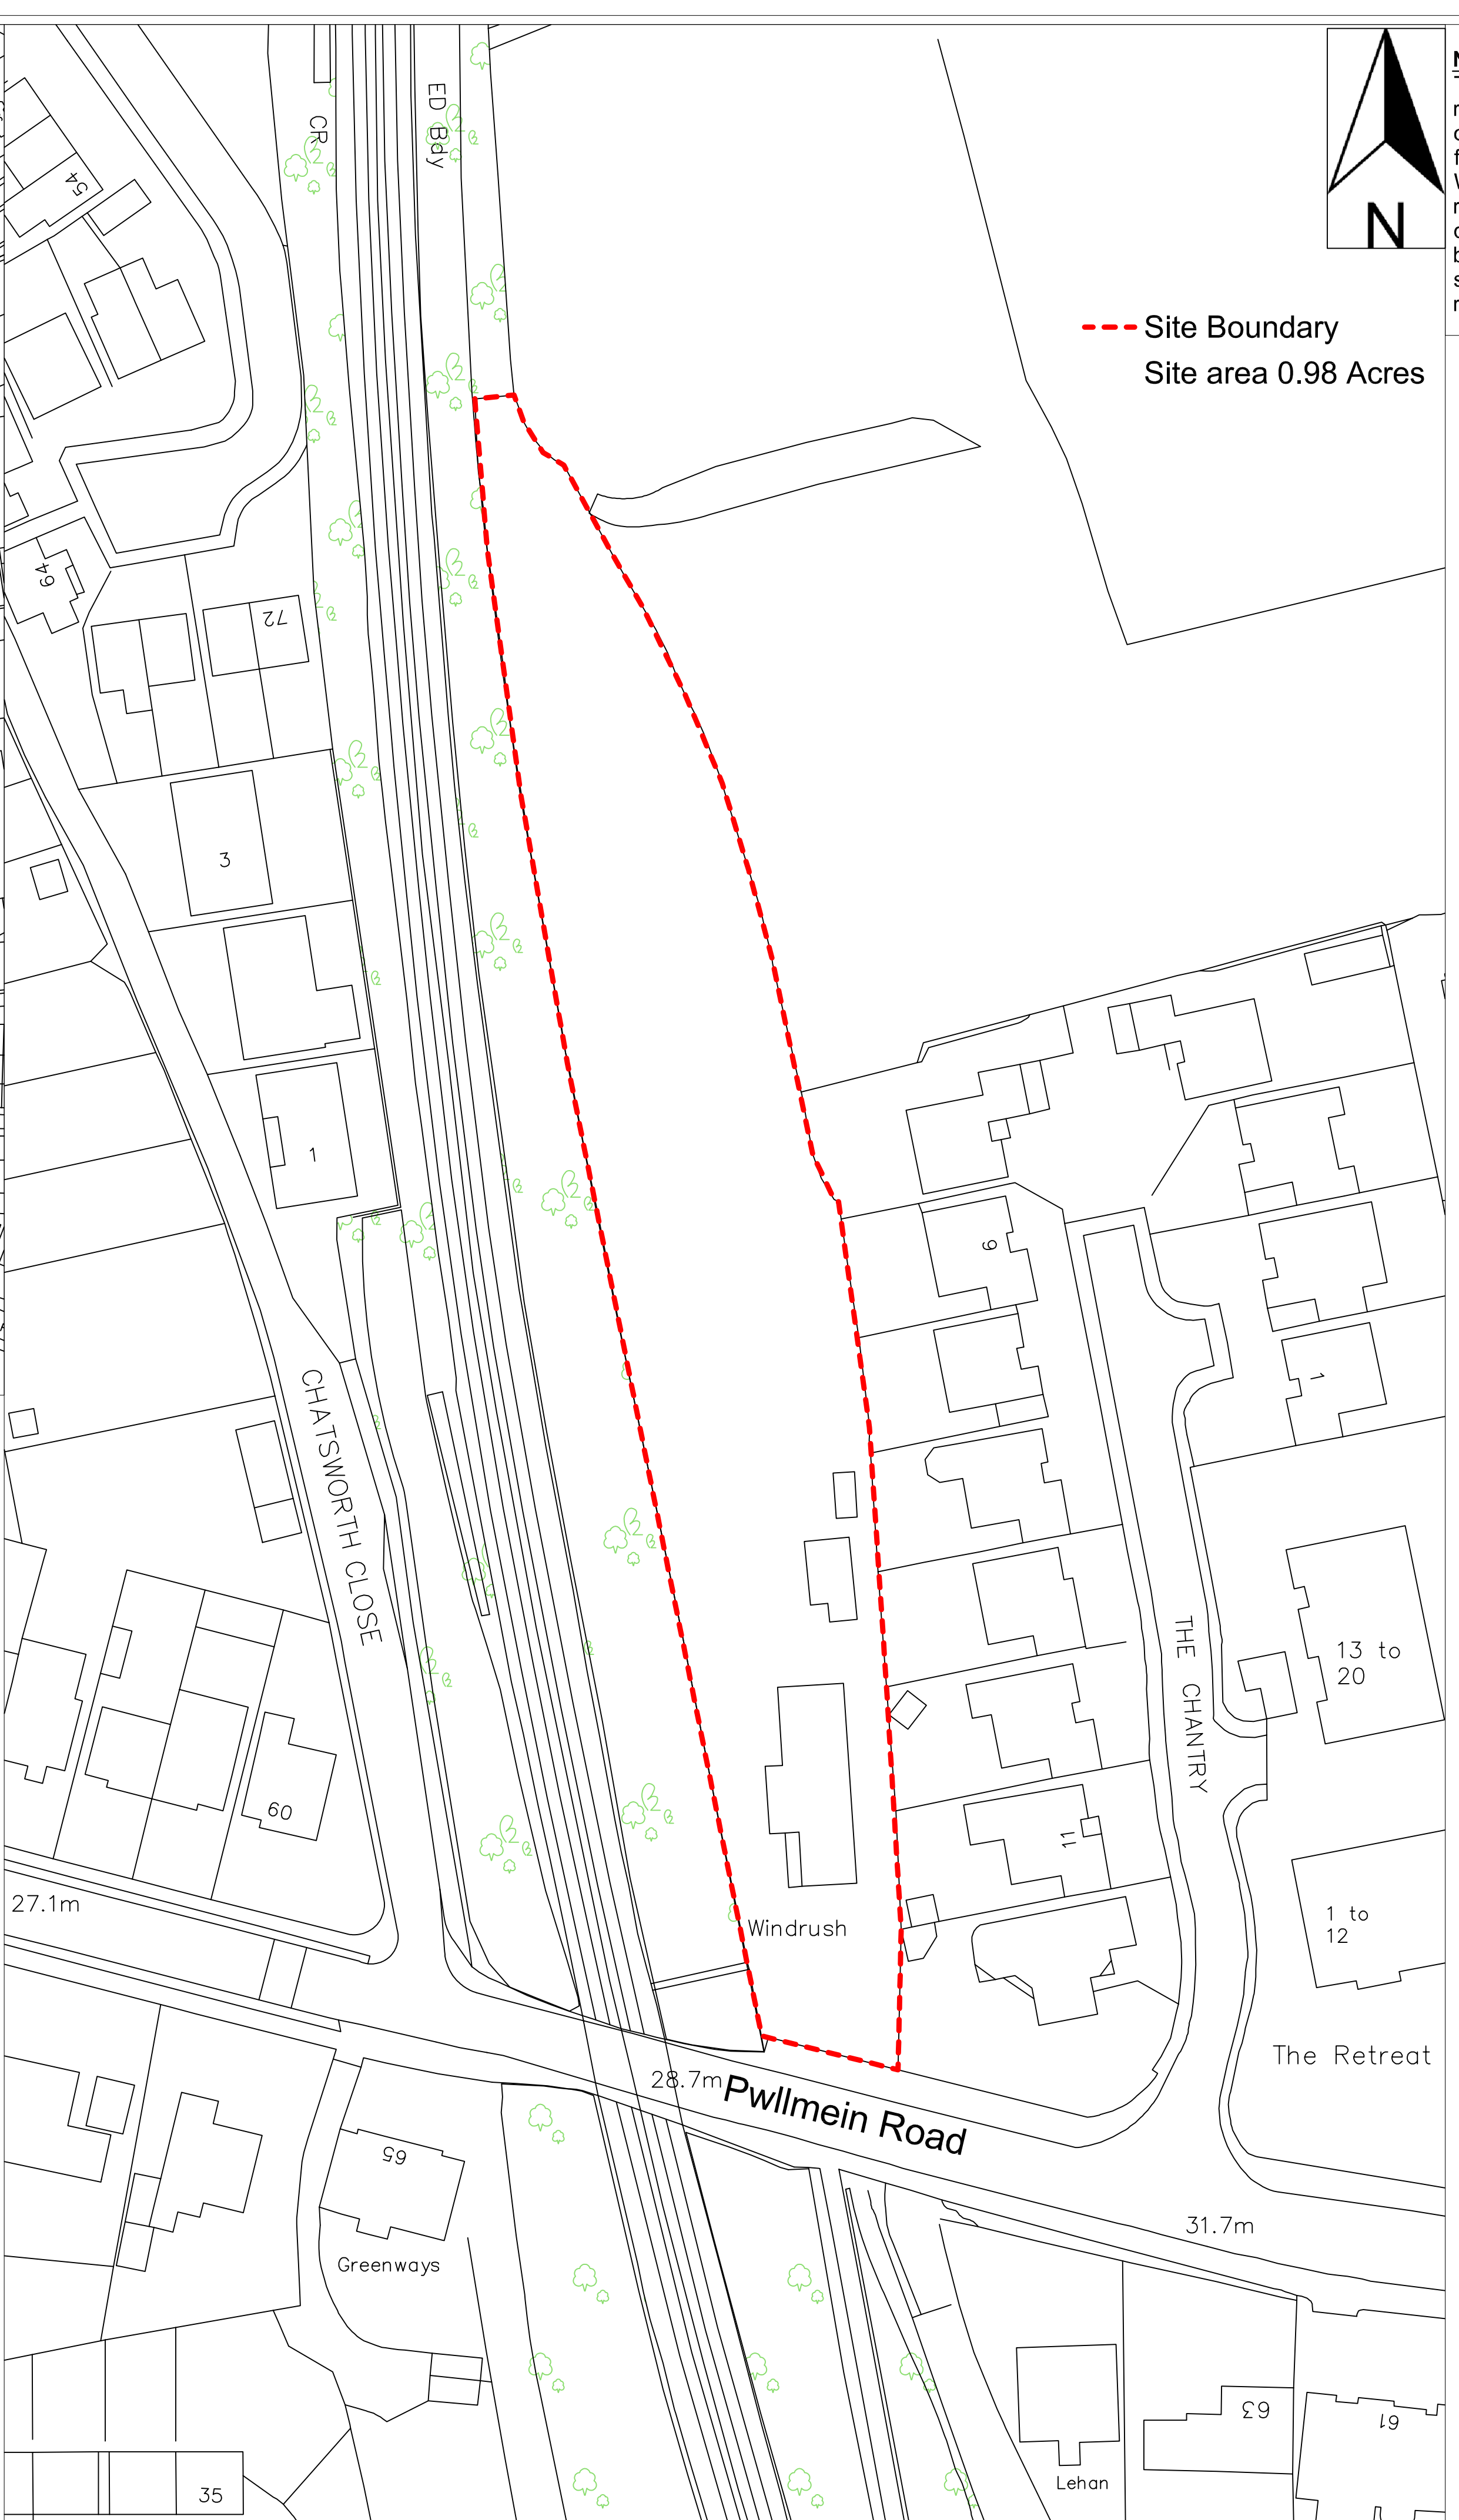 N
Site Boundary
Site area 0.98 Acres
CR
ED Bdy
54
64
72
3
1
9
1
CHATSWORTH CLOSE
THE CHANTRY
13 to
20
60
11
27.1m
Windrush
1 to
12
The Retreat
28.7m
Pwllmein Road
65
31.7m
Greenways
63
61
Lehan
35